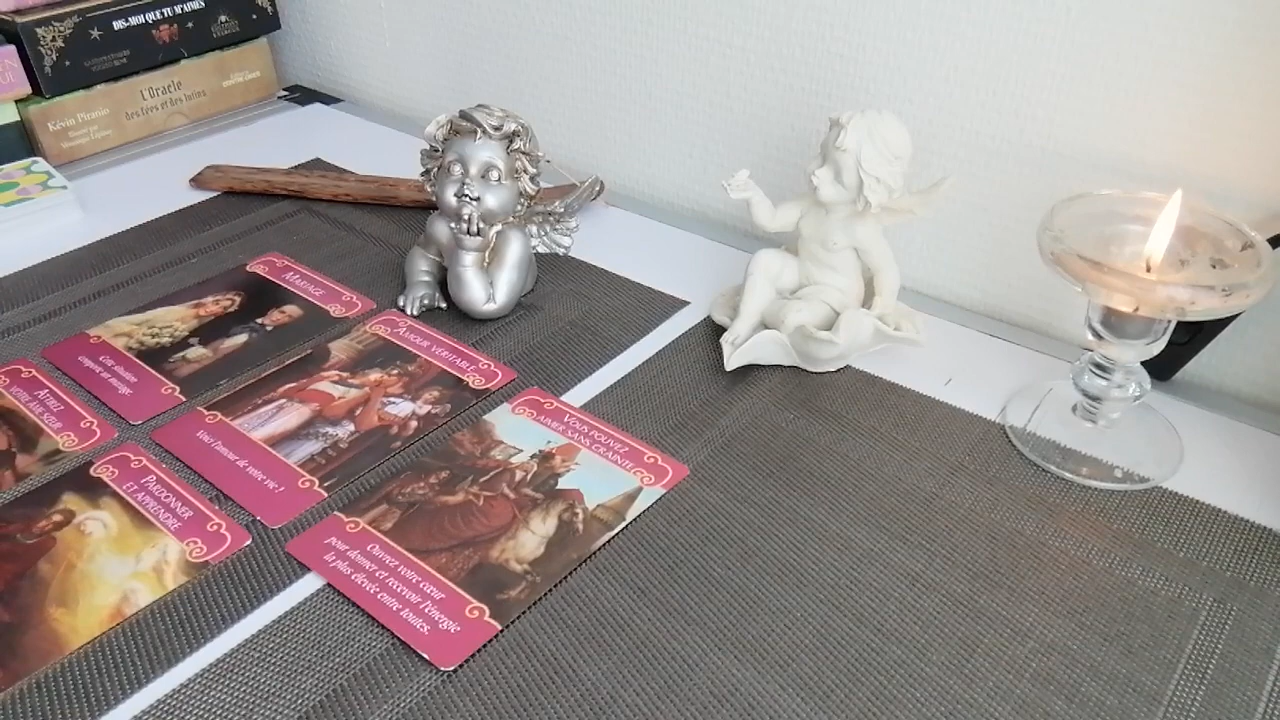 DIS-MOI QUE TU M'AIMES
L'Oracle
des Fées et des Lutins
Kévin Piranio
MARIAGE
Cette situation
comporte un mariage.
AMOUR VÉRITABLE
Voici l'amour de votre vie !
VOUS POUVEZ
AIMER SANS CRAINTE
Ouvrez votre cœur
pour donner et recevoir l'énergie
la plus élevée entre toutes.
ATTIREZ
VOTRE ÂME SŒUR
PARDONNER
ET APPRENDRE